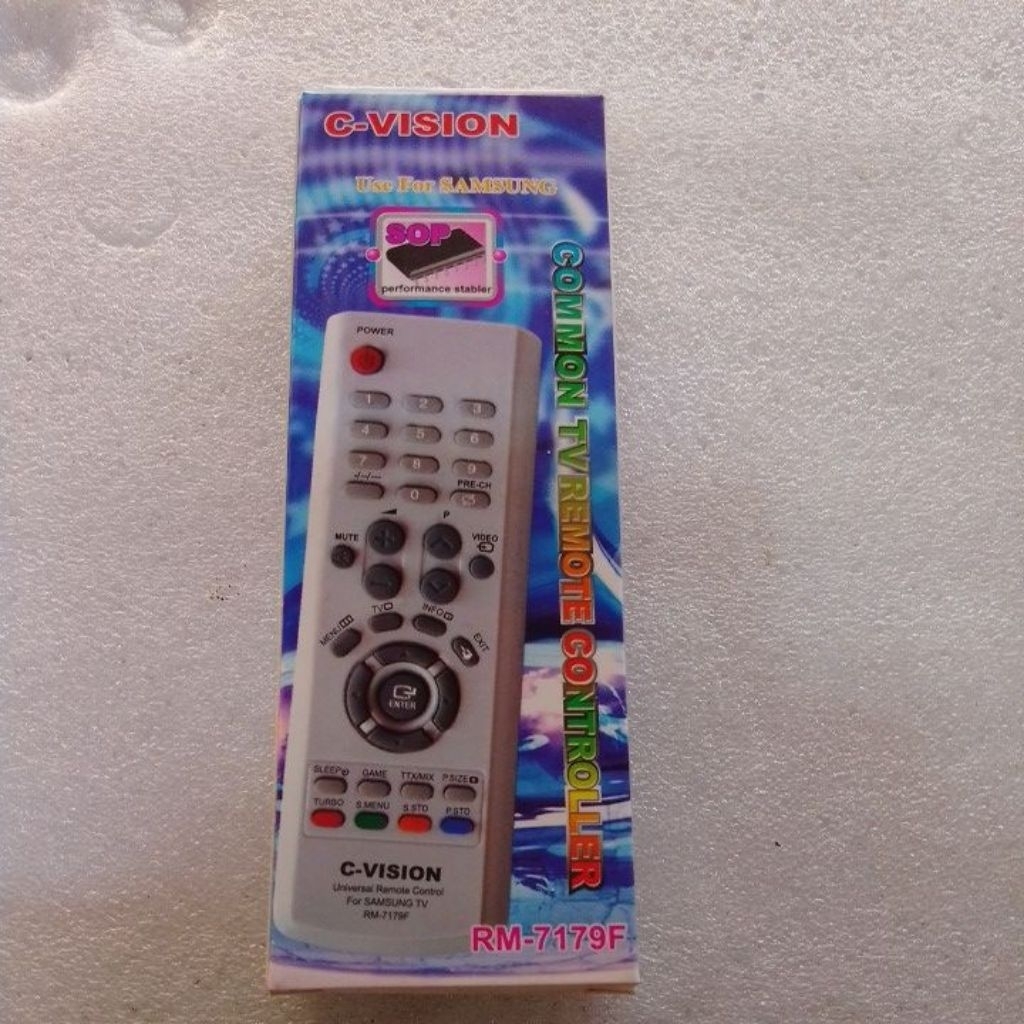 C-VISION
Use For SAMSUNG
SOP
performance stabler
COMMON TV REMOTE CONTROLLER
POWER
1 2 3
4 5 6
7 8 9
-/--/---
PRE-CH
0
P
MUTE
VIDEO
TV
INFO
MENU
EXIT
ENTER
SLEEP GAME TTX/MIX P.SIZE
TURBO S.MENU S.STD P.STD
C-VISION
Universal Remote Control
For SAMSUNG TV
RM-7179F
RM-7179F